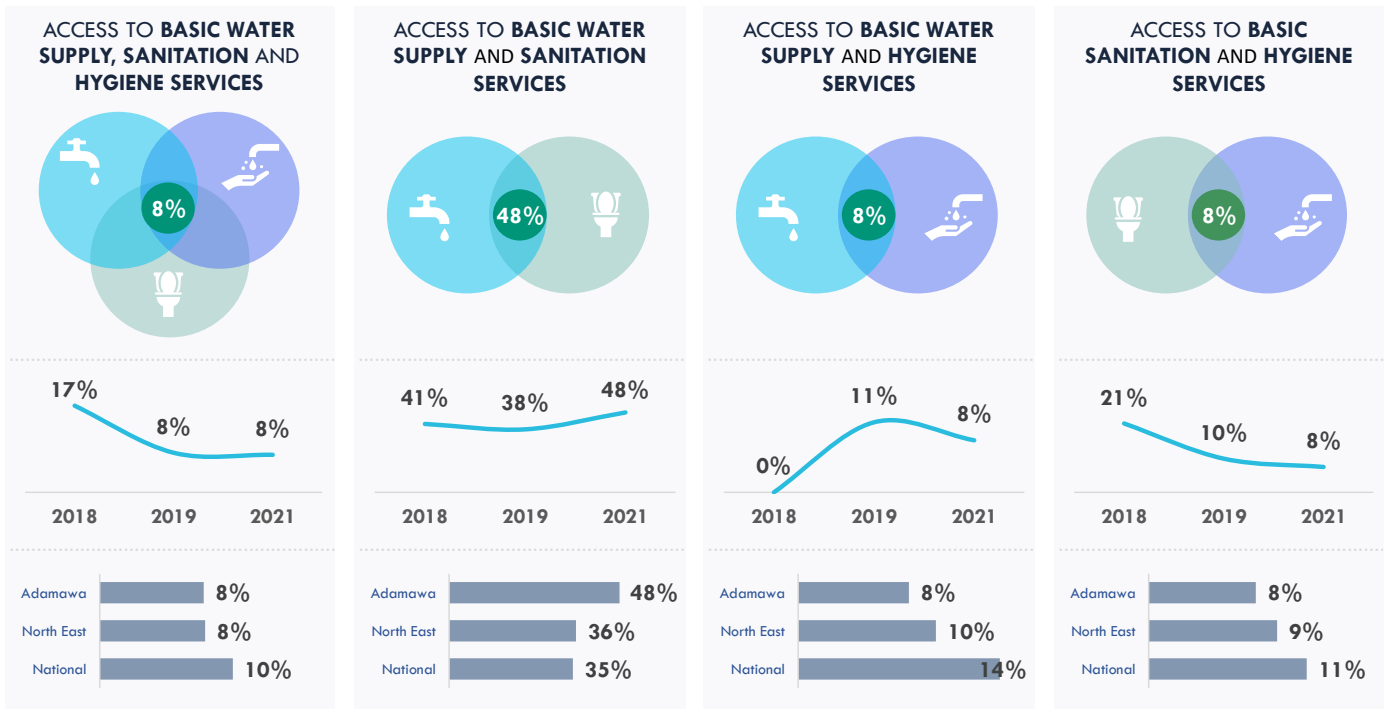 ACCESS TO BASIC WATER
SUPPLY, SANITATION AND
HYGIENE SERVICES
8%
17%
8%
8%
2018
2019
2021
Adamawa
8%
North East
8%
National
10%
ACCESS TO BASIC WATER
SUPPLY AND SANITATION
SERVICES
48%
41%
38%
48%
2018
2019
2021
Adamawa
48%
North East
36%
National
35%
ACCESS TO BASIC WATER
SUPPLY AND HYGIENE
SERVICES
8%
0%
11%
8%
2018
2019
2021
Adamawa
8%
North East
10%
National
14%
ACCESS TO BASIC
SANITATION AND HYGIENE
SERVICES
8%
21%
10%
8%
2018
2019
2021
Adamawa
8%
North East
9%
National
11%